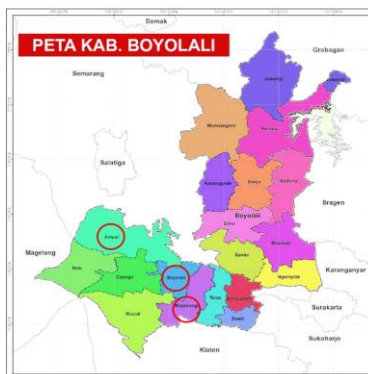 Demak
PETA KAB. BOYOLALI
Grobogan
Semarang
Juwangi
Wonosegoro
Kemusu
Salatiga
Karanggede
Klego
Andong
Sragen
Boyolali
Simo
Ampel
Nogosari
Magelang
Selo
Cepogo
Boyolali
Sambi
Karanganyar
Ngemplak
Mojosongo
Teras
Banyudono
Musuk
Sawit
Surakarta
Sukoharjo
Klaten